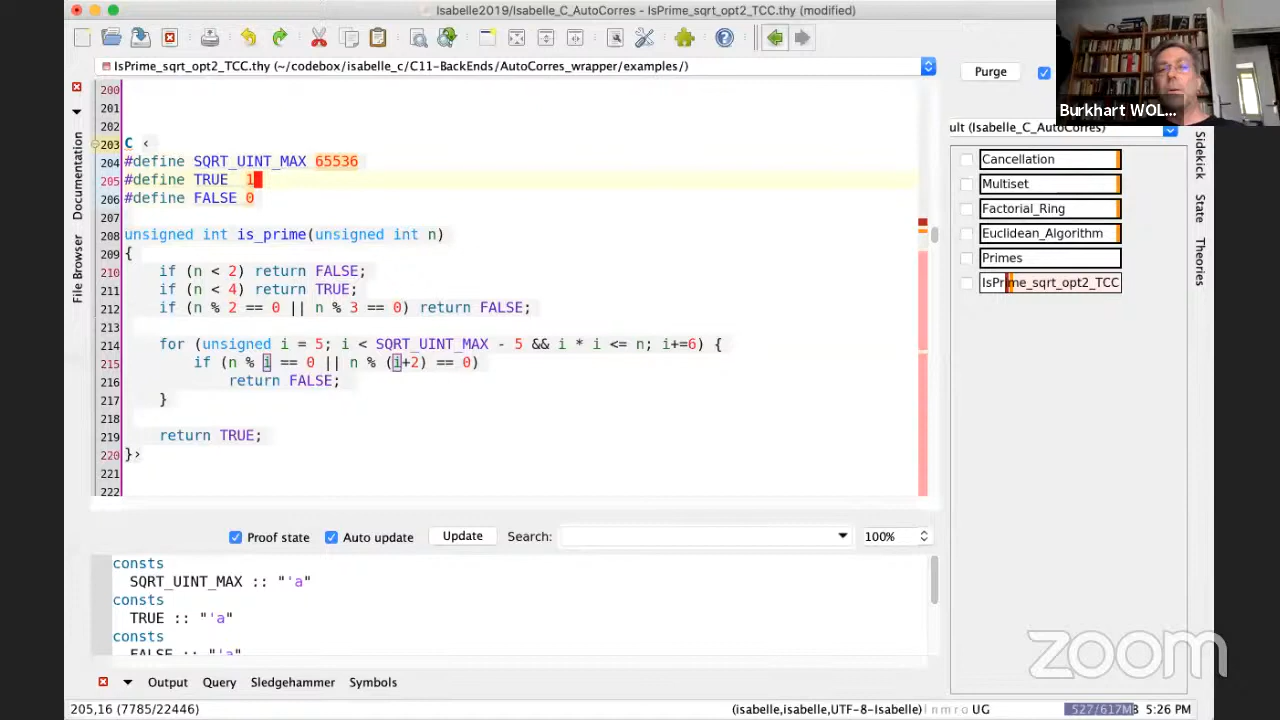 Isabelle2019/Isabelle_C_AutoCorres - IsPrime_sqrt_opt2_TCC.thy (modified)
IsPrime_sqrt_opt2_TCC.thy (~/codebox/isabelle_c/C11-BackEnds/AutoCorres_wrapper/examples/)
Purge
Burkhart WOL...
ult (Isabelle_C_AutoCorres)
Documentation
File Browser
200
201
202
203 C ‹
204 #define SQRT_UINT_MAX 65536
205 #define TRUE 1
206 #define FALSE 0
207
208 unsigned int is_prime(unsigned int n)
209 {
210 if (n < 2) return FALSE;
211 if (n < 4) return TRUE;
212 if (n % 2 == 0 || n % 3 == 0) return FALSE;
213
214 for (unsigned i = 5; i < SQRT_UINT_MAX - 5 && i * i <= n; i+=6) {
215 if (n % i == 0 || n % (i+2) == 0)
216 return FALSE;
217 }
218
219 return TRUE;
220 }›
221
222
Cancellation
Multiset
Factorial_Ring
Euclidean_Algorithm
Primes
IsPrime_sqrt_opt2_TCC
Sidekick
State
Theories
Proof state
Auto update
Update
Search:
100%
consts
SQRT_UINT_MAX :: "'a"
consts
TRUE :: "'a"
consts
FALSE :: "'a"
zoom
Output Query Sledgehammer Symbols
205,16 (7785/22446)
(isabelle,isabelle,UTF-8-Isabelle) n m r o UG 527/617MB 5:26 PM